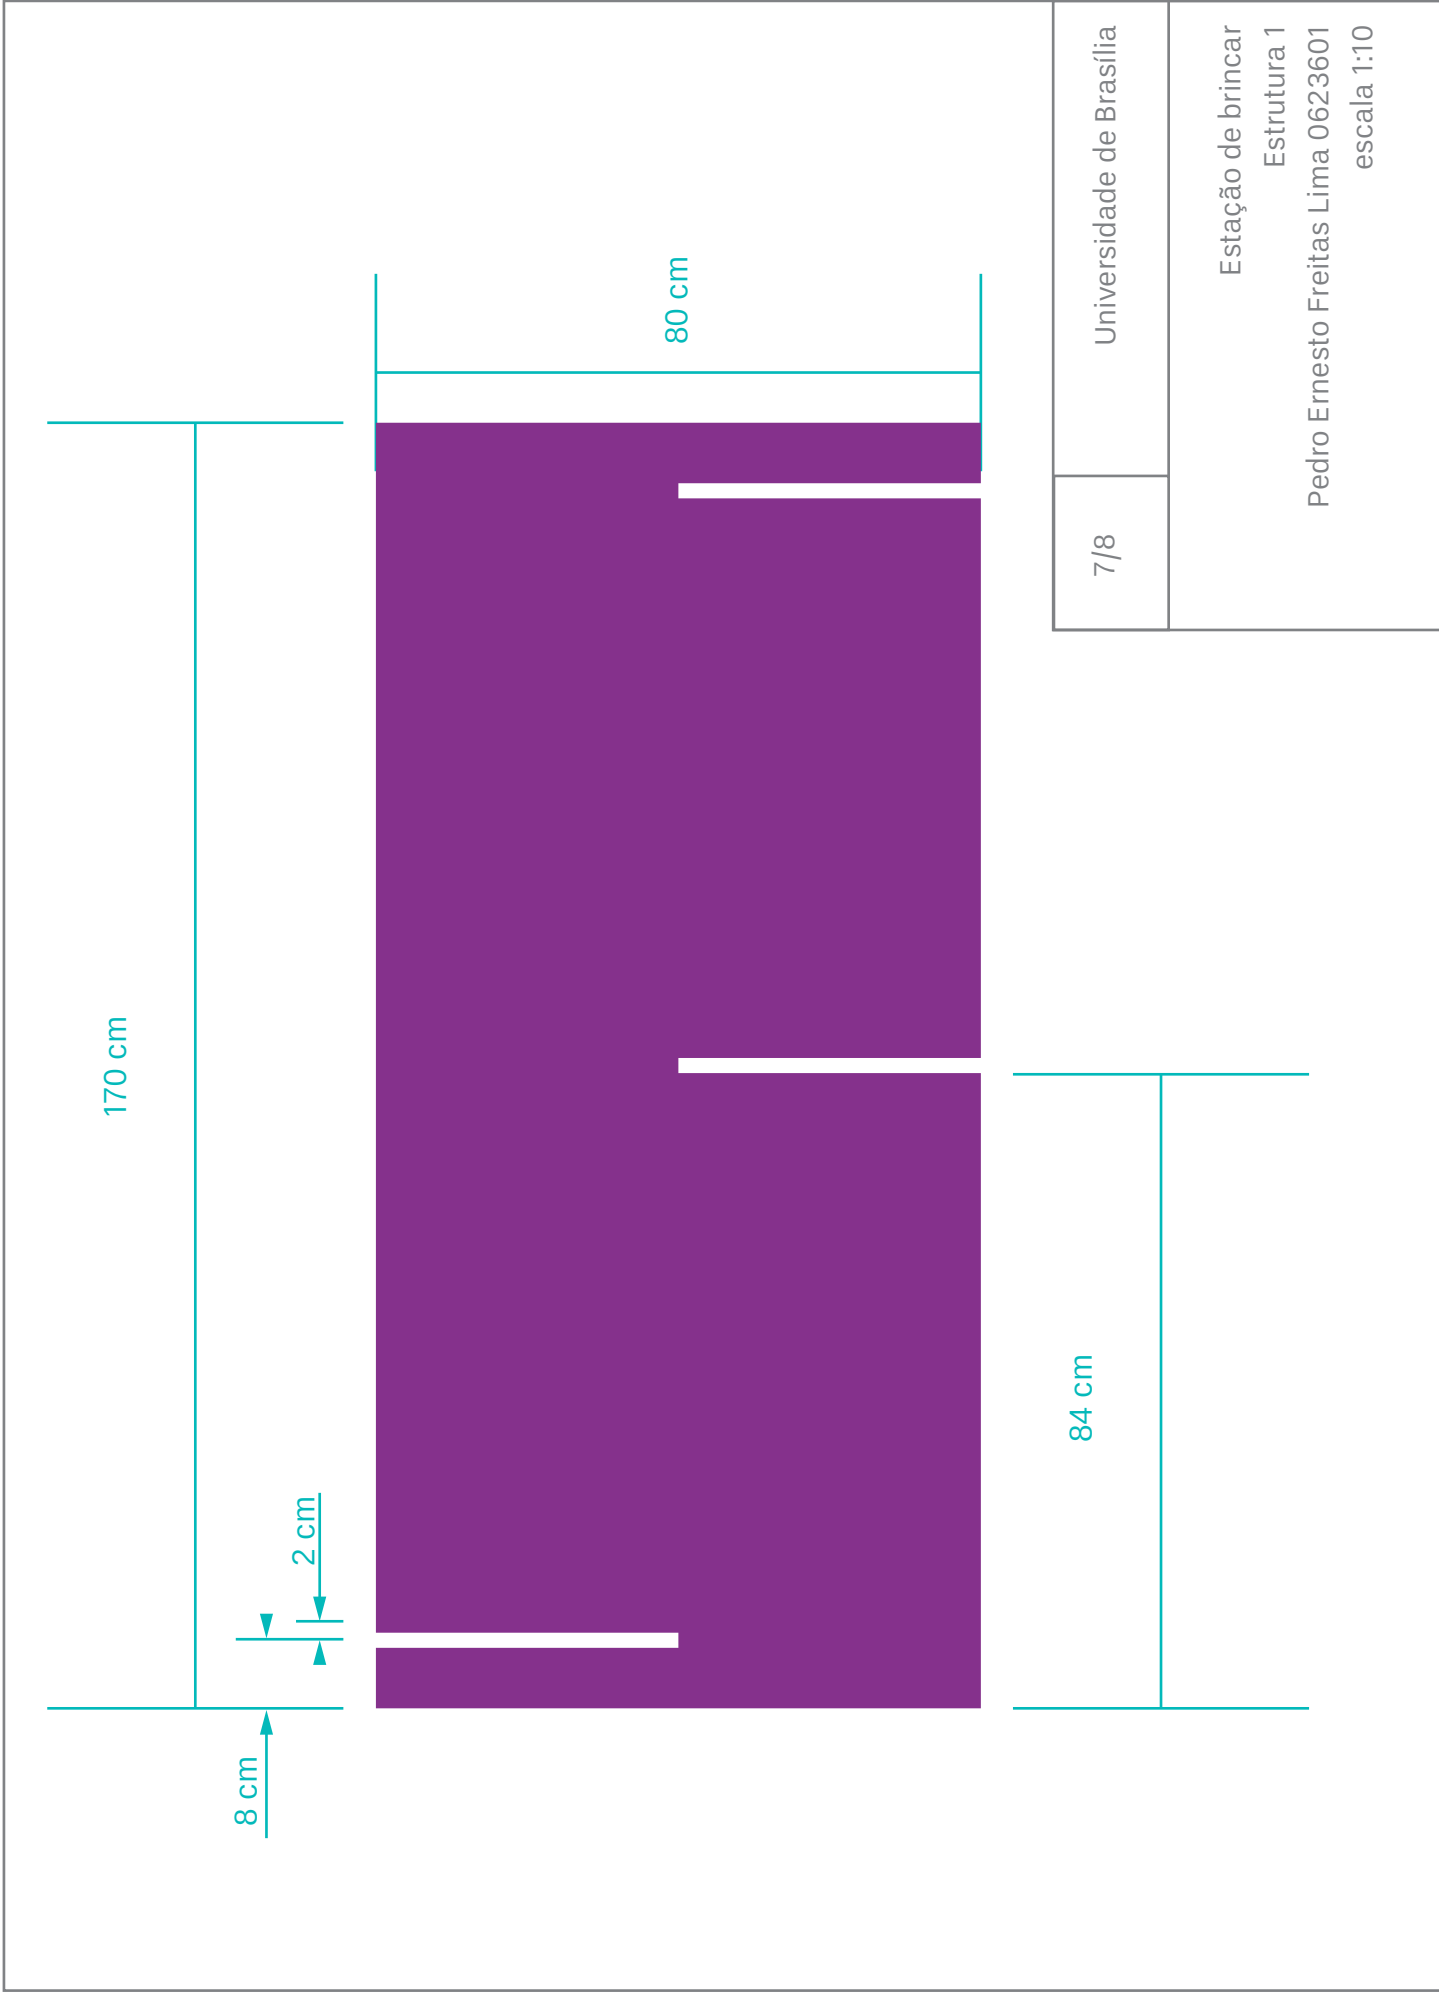 170 cm
8 cm
2 cm
80 cm
84 cm
7/8
Universidade de Brasília
Estação de brincar
Estrutura 1
Pedro Ernesto Freitas Lima 0623601
escala 1:10